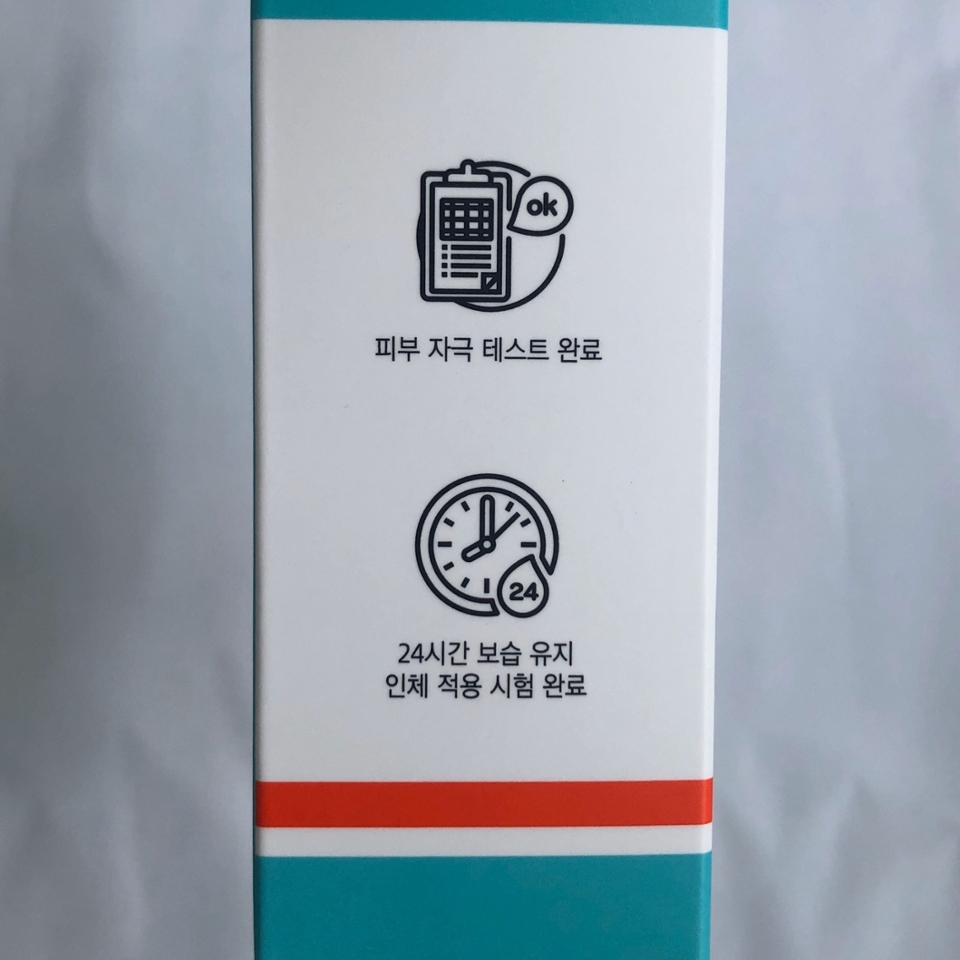 ok
피부 자극 테스트 완료
24
24시간 보습 유지
인체 적용 시험 완료